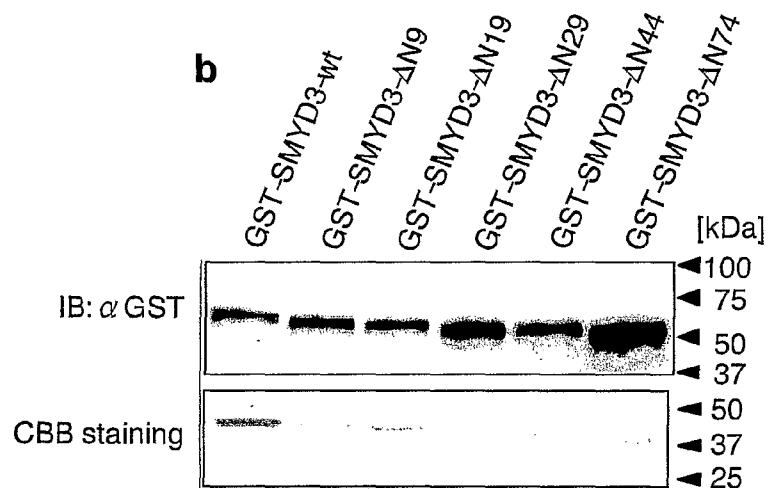 b
GST-SMYD3-wt
GST-SMYD3-ΔN9
GST-SMYD3-ΔN19
GST-SMYD3-ΔN29
GST-SMYD3-ΔN44
GST-SMYD3-ΔN74
[kDa]
IB: α GST
100
75
50
37
CBB staining
50
37
25